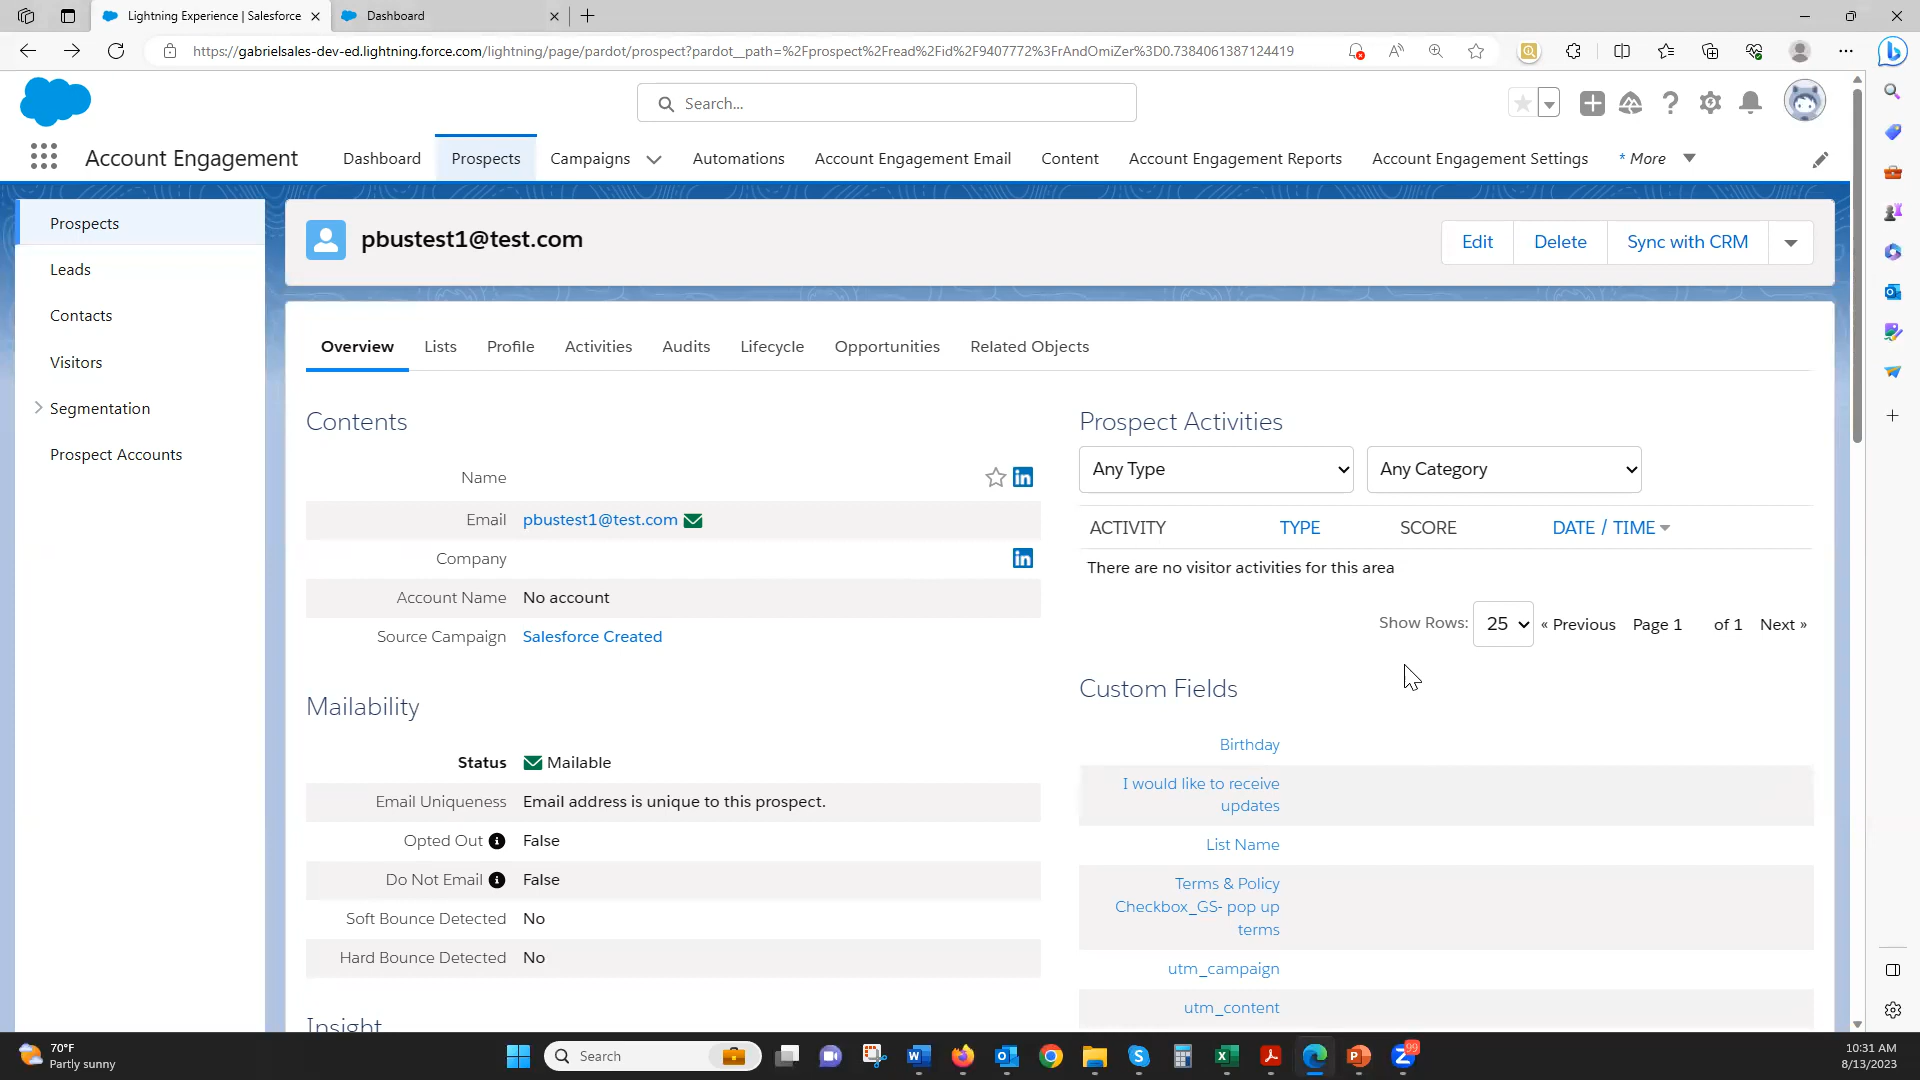 Lightning Experience | Salesforce
Dashboard
https://gabrielsales-dev-ed.lightning.force.com/lightning/page/pardot/prospect?pardot__path=%2Fprospect%2Fread%2Fid%2F9407772%3FrAndOmiZer%3D0.7384061387124419
Search...
Account Engagement
Dashboard
Prospects
Campaigns
Automations
Account Engagement Email
Content
Account Engagement Reports
Account Engagement Settings
* More
Prospects
Leads
Contacts
Visitors
Segmentation
Prospect Accounts
pbustest1@test.com
Edit
Delete
Sync with CRM
Overview
Lists
Profile
Activities
Audits
Lifecycle
Opportunities
Related Objects
Contents
Name
Email pbustest1@test.com
Company
Account Name No account
Source Campaign Salesforce Created
Mailability
Status Mailable
Email Uniqueness Email address is unique to this prospect.
Opted Out False
Do Not Email False
Soft Bounce Detected No
Hard Bounce Detected No
Insight
Prospect Activities
Any Type
Any Category
ACTIVITY TYPE SCORE DATE / TIME
There are no visitor activities for this area
Show Rows: 25 « Previous Page 1 of 1 Next »
Custom Fields
Birthday
I would like to receive
updates
List Name
Terms & Policy
Checkbox_GS- pop up
terms
utm_campaign
utm_content
70°F
Partly sunny
Search
99
10:31 AM
8/13/2023